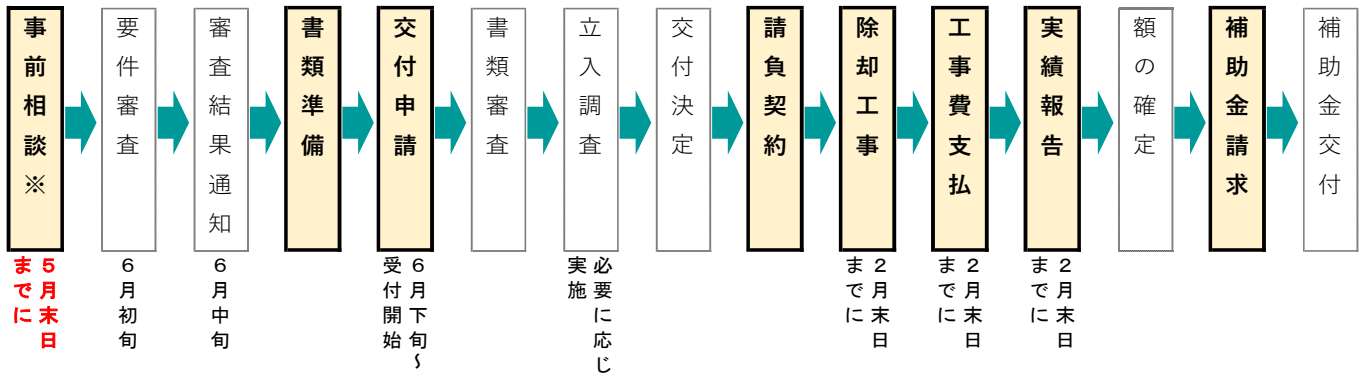 事前相談※
要件審査
審査結果通知
書類準備
交付申請
書類審査
立入調査
交付決定
請負契約
除却工事
工事費支払
実績報告
額の確定
補助金請求
補助金交付
５月末日
までに
６月初旬
６月中旬
６月下旬～
受付開始
必要に応じ
実施
２月末日
までに
２月末日
までに
２月末日
までに